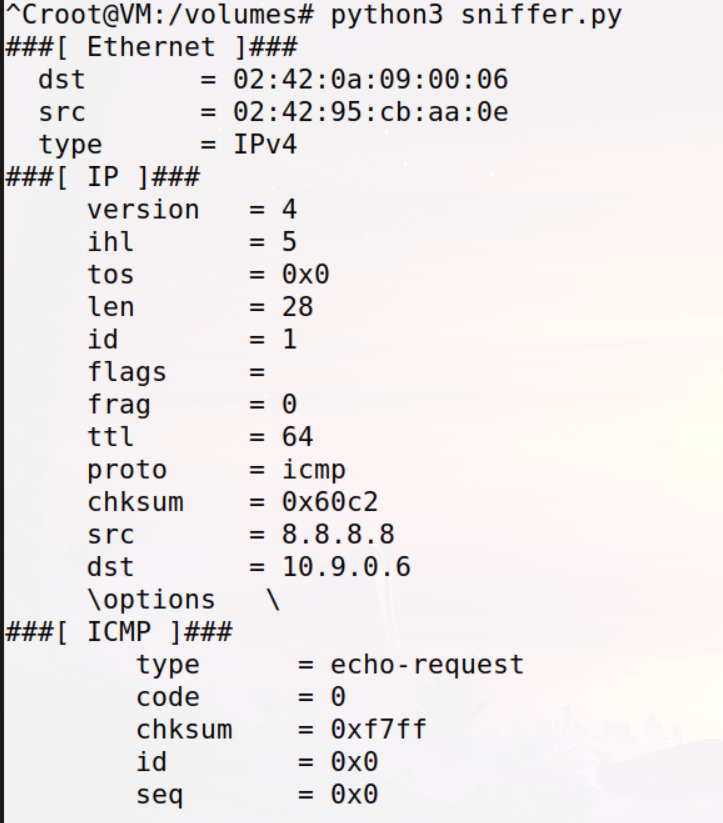 ^Croot@VM:/volumes# python3 sniffer.py
###[ Ethernet ]###
  dst       = 02:42:0a:09:00:06
  src       = 02:42:95:cb:aa:0e
  type      = IPv4
###[ IP ]###
     version   = 4
     ihl       = 5
     tos       = 0x0
     len       = 28
     id        = 1
     flags     =
     frag      = 0
     ttl       = 64
     proto     = icmp
     chksum    = 0x60c2
     src       = 8.8.8.8
     dst       = 10.9.0.6
     \options   \
###[ ICMP ]###
        type      = echo-request
        code      = 0
        chksum    = 0xf7ff
        id        = 0x0
        seq       = 0x0